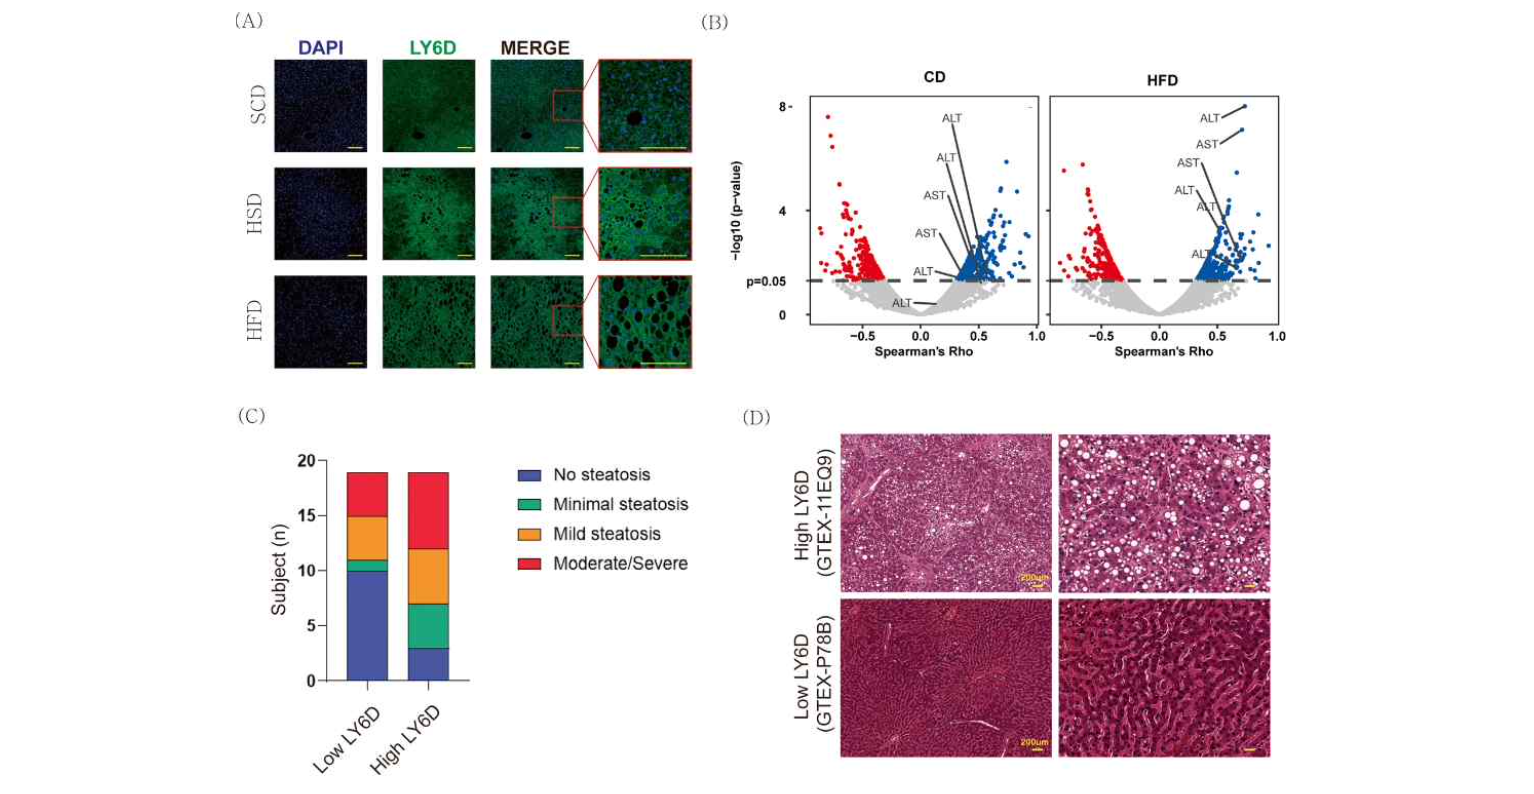 (A)
DAPI LY6D MERGE
SCD
HSD
HFD
(B)
CD HFD
8
4
0
p=0.05
−log10 (p−value)
ALT
ALT
AST
AST
ALT
ALT
ALT
AST
AST
ALT
ALT
ALT
−0.5 0.0 0.5 1.0
Spearman's Rho
−0.5 0.0 0.5 1.0
Spearman's Rho
(C)
Subject (n)
20
15
10
5
0
Low LY6D
High LY6D
No steatosis
Minimal steatosis
Mild steatosis
Moderate/Severe
(D)
High LY6D
(GTEX-11EQ9)
200um
Low LY6D
(GTEX-P78B)
200um